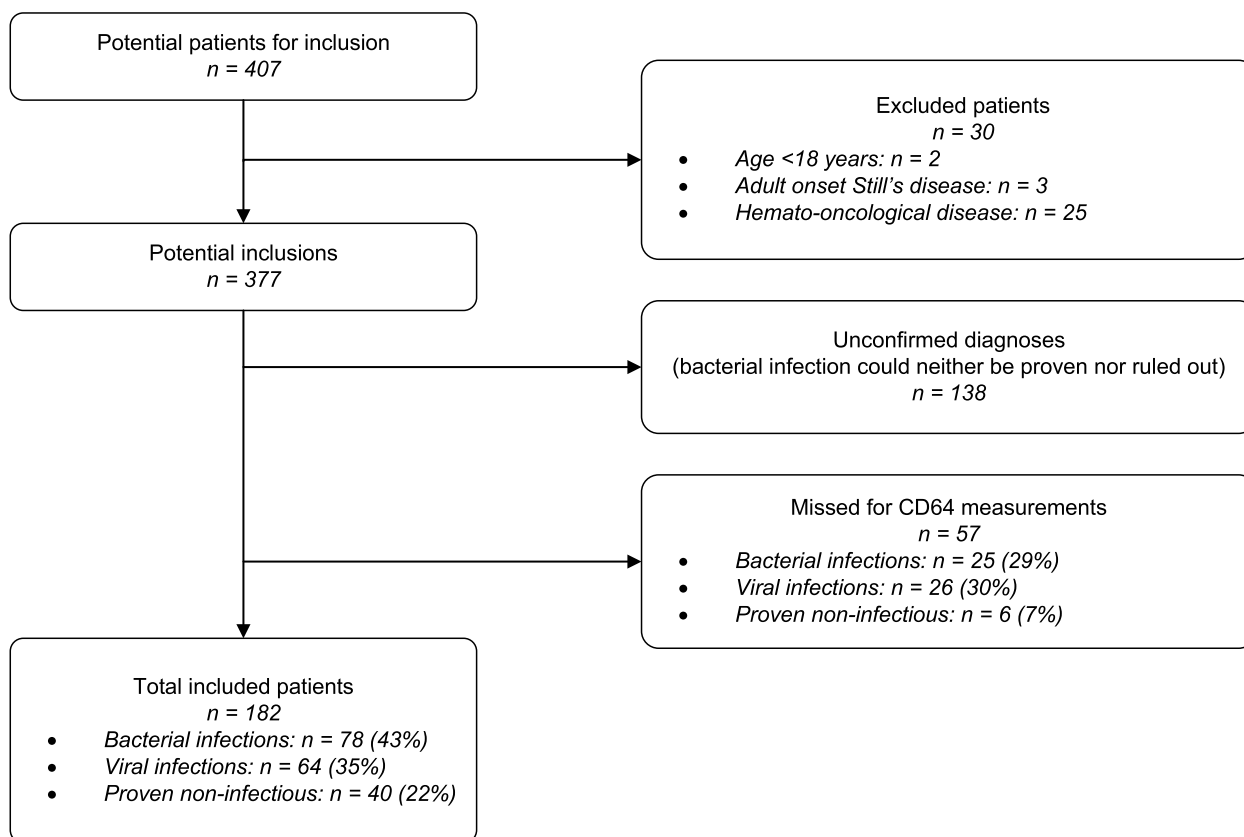 Potential patients for inclusion
n = 407
Excluded patients
n = 30
• Age <18 years: n = 2
• Adult onset Still’s disease: n = 3
• Hemato-oncological disease: n = 25
Potential inclusions
n = 377
Unconfirmed diagnoses
(bacterial infection could neither be proven nor ruled out)
n = 138
Missed for CD64 measurements
n = 57
• Bacterial infections: n = 25 (29%)
• Viral infections: n = 26 (30%)
• Proven non-infectious: n = 6 (7%)
Total included patients
n = 182
• Bacterial infections: n = 78 (43%)
• Viral infections: n = 64 (35%)
• Proven non-infectious: n = 40 (22%)